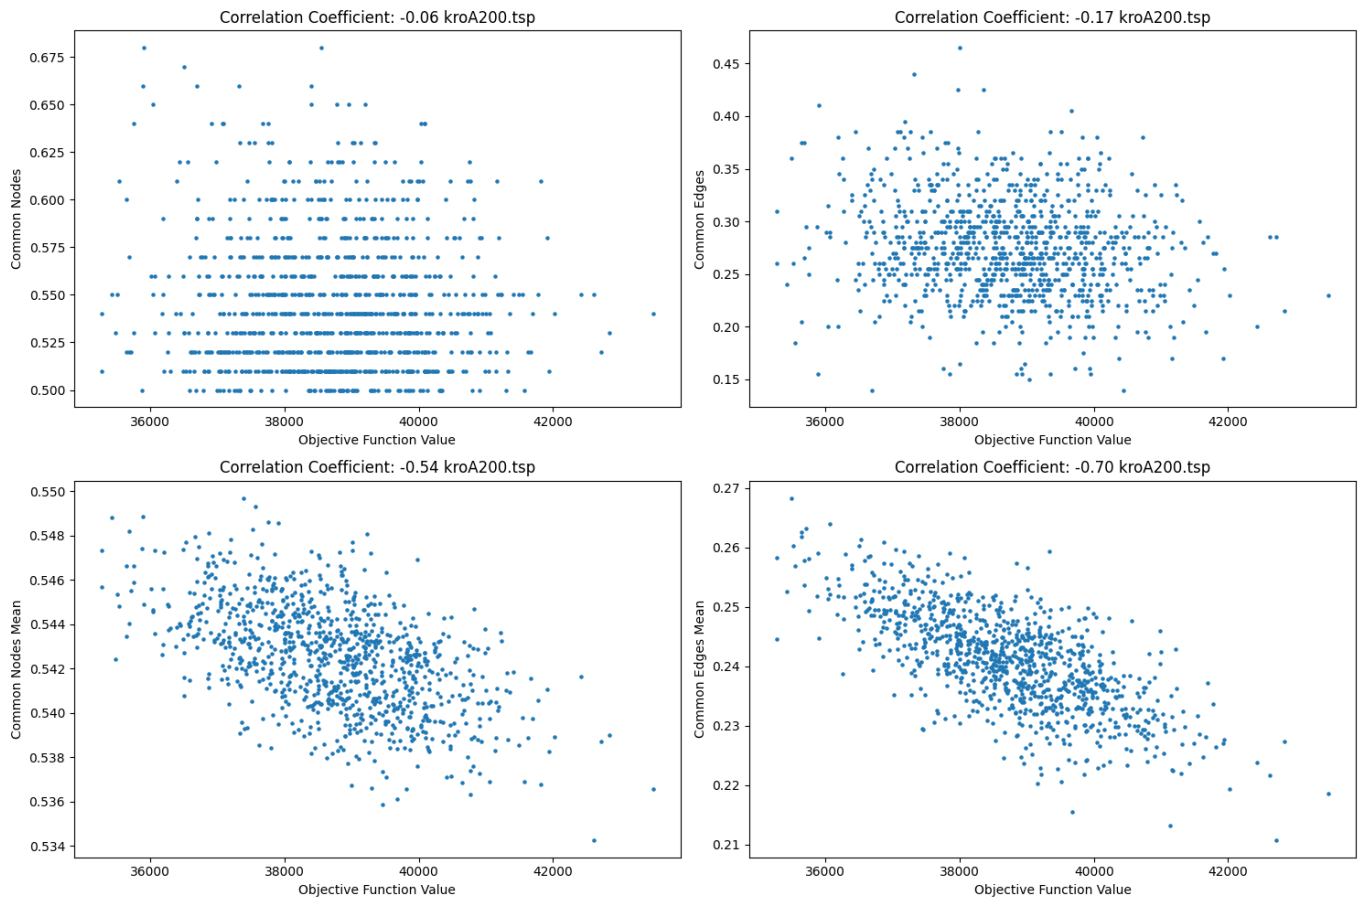 Correlation Coefficient: -0.06 kroA200.tsp
Common Nodes
0.675
0.650
0.625
0.600
0.575
0.550
0.525
0.500
36000 38000 40000 42000
Objective Function Value
Correlation Coefficient: -0.17 kroA200.tsp
Common Edges
0.45
0.40
0.35
0.30
0.25
0.20
0.15
36000 38000 40000 42000
Objective Function Value
Correlation Coefficient: -0.54 kroA200.tsp
Common Nodes Mean
0.550
0.548
0.546
0.544
0.542
0.540
0.538
0.536
0.534
36000 38000 40000 42000
Objective Function Value
Correlation Coefficient: -0.70 kroA200.tsp
Common Edges Mean
0.27
0.26
0.25
0.24
0.23
0.22
0.21
36000 38000 40000 42000
Objective Function Value